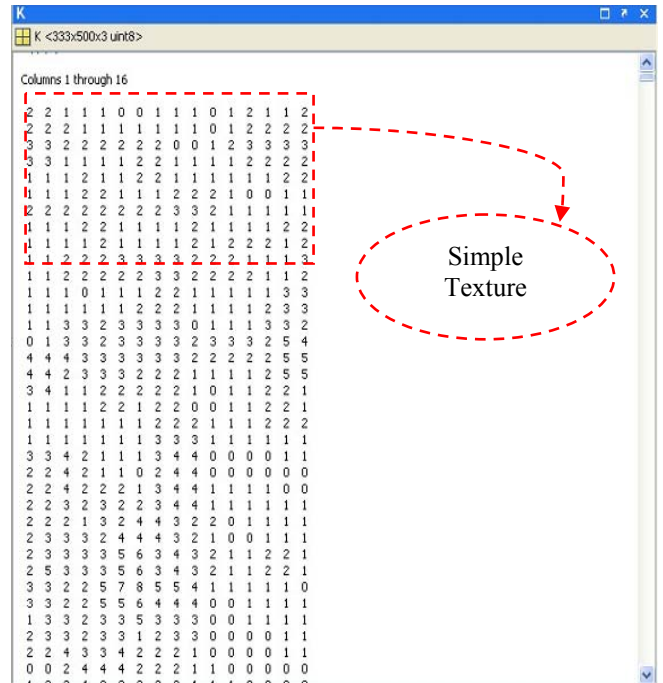 K
K <333x500x3 uint8>
Columns 1 through 16
2 2 1 1 1 0 0 1 1 1 0 1 2 1 1 2
2 2 2 1 1 1 1 1 1 1 0 1 2 2 2 2
3 3 2 2 2 2 2 2 0 0 1 2 3 3 3 3
3 3 1 1 1 1 2 2 1 1 1 2 2 2 2 2
1 1 1 2 1 1 2 2 1 1 1 1 1 1 2 2
1 1 1 2 2 1 1 1 2 2 2 1 0 0 1 1
2 2 2 2 2 2 2 2 3 3 2 1 1 1 1 1
1 1 1 2 2 1 1 1 1 2 1 1 1 1 2 2
1 1 1 1 2 1 1 1 1 2 1 2 2 2 1 2
1 1 2 2 2 3 3 3 3 2 2 2 1 1 1 3
1 1 2 2 2 2 2 3 3 2 2 2 2 1 1 2
1 1 1 0 1 1 1 2 2 1 1 1 1 1 3 3
1 1 1 1 1 1 2 2 2 1 1 1 1 2 3 3
1 1 3 3 2 3 3 3 3 0 1 1 1 3 3 2
0 1 3 3 2 3 3 3 3 2 3 3 3 2 5 4
4 4 4 3 3 3 3 3 3 2 2 2 2 2 5 5
4 4 2 3 3 3 2 2 2 1 1 1 1 2 5 5
3 4 1 1 2 2 2 2 2 1 0 1 1 2 2 1
1 1 1 1 2 2 1 2 2 0 0 1 1 2 2 1
1 1 1 1 1 1 1 2 2 2 1 1 1 2 2 2
1 1 1 1 1 1 1 3 3 3 1 1 1 1 1 1
3 3 4 2 1 1 1 3 4 4 0 0 0 0 1 1
2 2 4 2 1 1 0 2 4 4 0 0 0 0 0 0
2 2 4 2 2 2 1 3 4 4 1 1 1 1 0 0
2 2 3 2 3 2 2 3 4 4 1 1 1 1 1 1
2 2 2 1 3 2 4 4 3 2 2 0 1 1 1 1
2 3 3 3 2 4 4 4 3 2 1 0 0 1 1 1
2 3 3 3 3 5 6 3 4 3 2 1 1 2 2 1
2 5 3 3 3 5 6 3 4 3 2 1 1 2 2 1
3 3 2 2 5 7 8 5 5 4 1 1 1 1 1 0
3 3 2 2 5 5 6 4 4 4 0 0 1 1 1 1
1 3 3 2 3 3 5 3 3 3 0 0 1 1 1 1
2 3 3 2 3 3 1 2 3 3 0 0 0 0 1 1
2 2 4 3 3 4 2 2 2 1 0 0 0 0 1 1
0 0 2 4 4 4 2 2 2 1 1 0 0 0 0 0
Simple
Texture